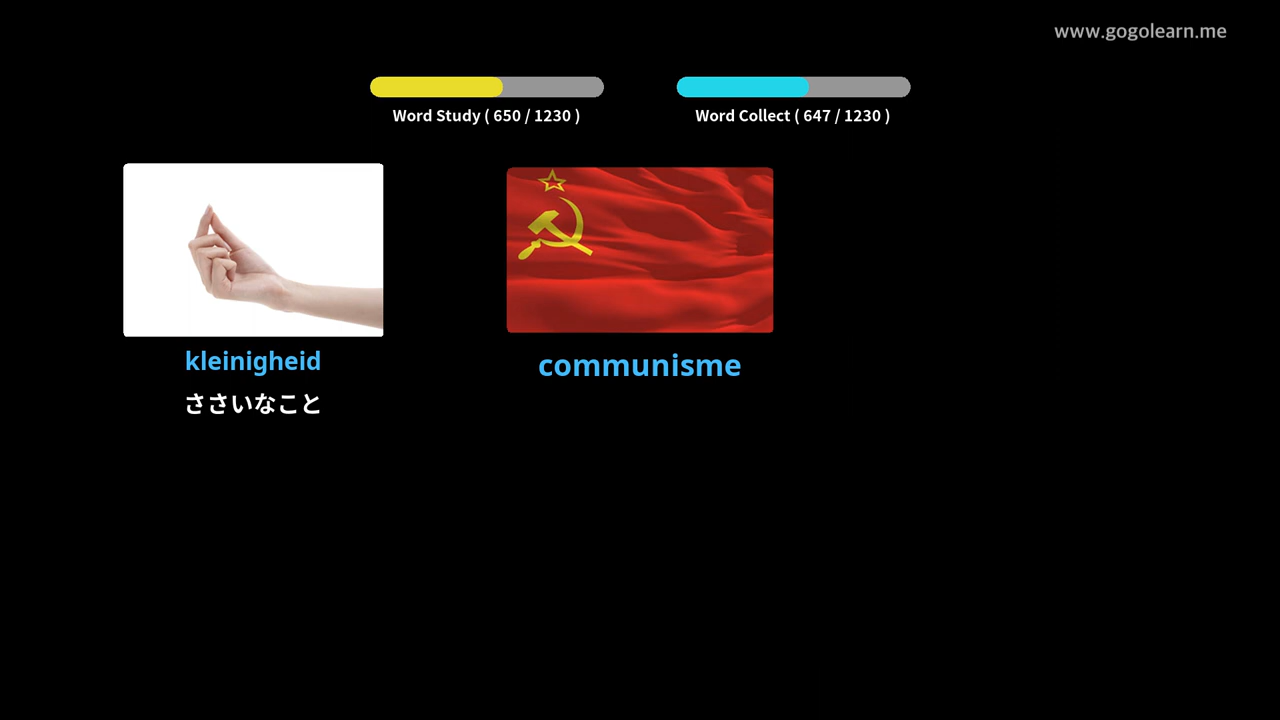 www.gogolearn.me
Word Study ( 650 / 1230 )
Word Collect ( 647 / 1230 )
kleinigheid
ささいなこと
communisme